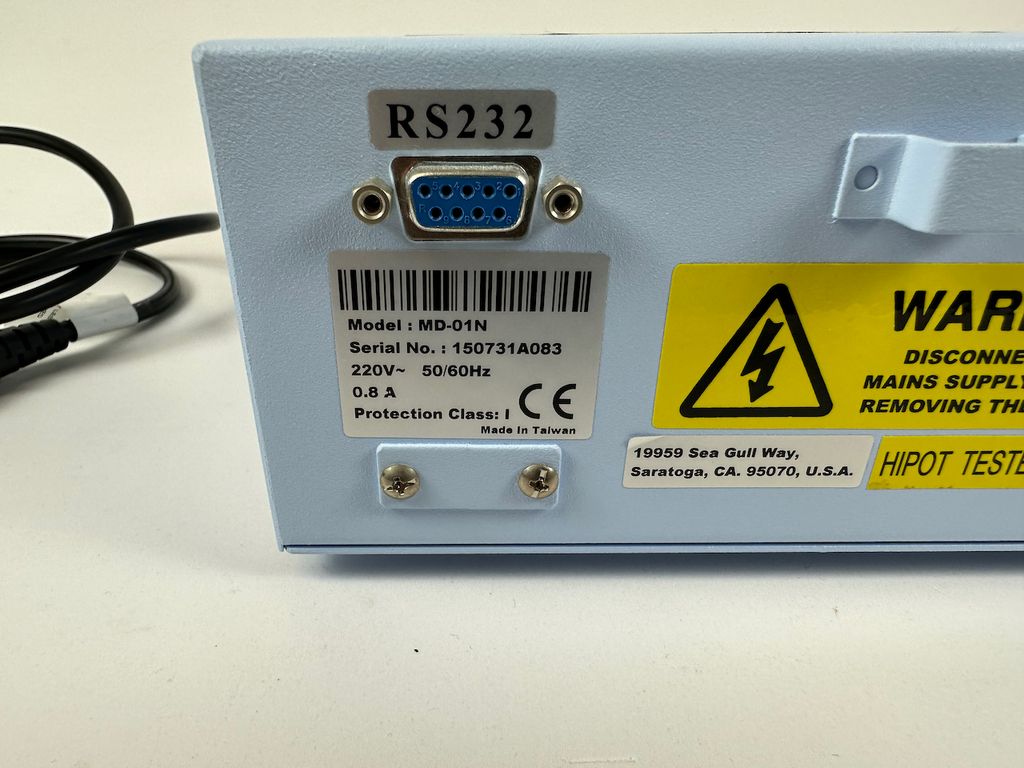 RS232
Model : MD-01N
Serial No. : 150731A083
220V~ 50/60Hz
0.8 A
Protection Class: I CE
Made In Taiwan
WAR
DISCONNE
MAINS SUPPLY
REMOVING THE
19959 Sea Gull Way,
Saratoga, CA. 95070, U.S.A.
HIPOT TESTE